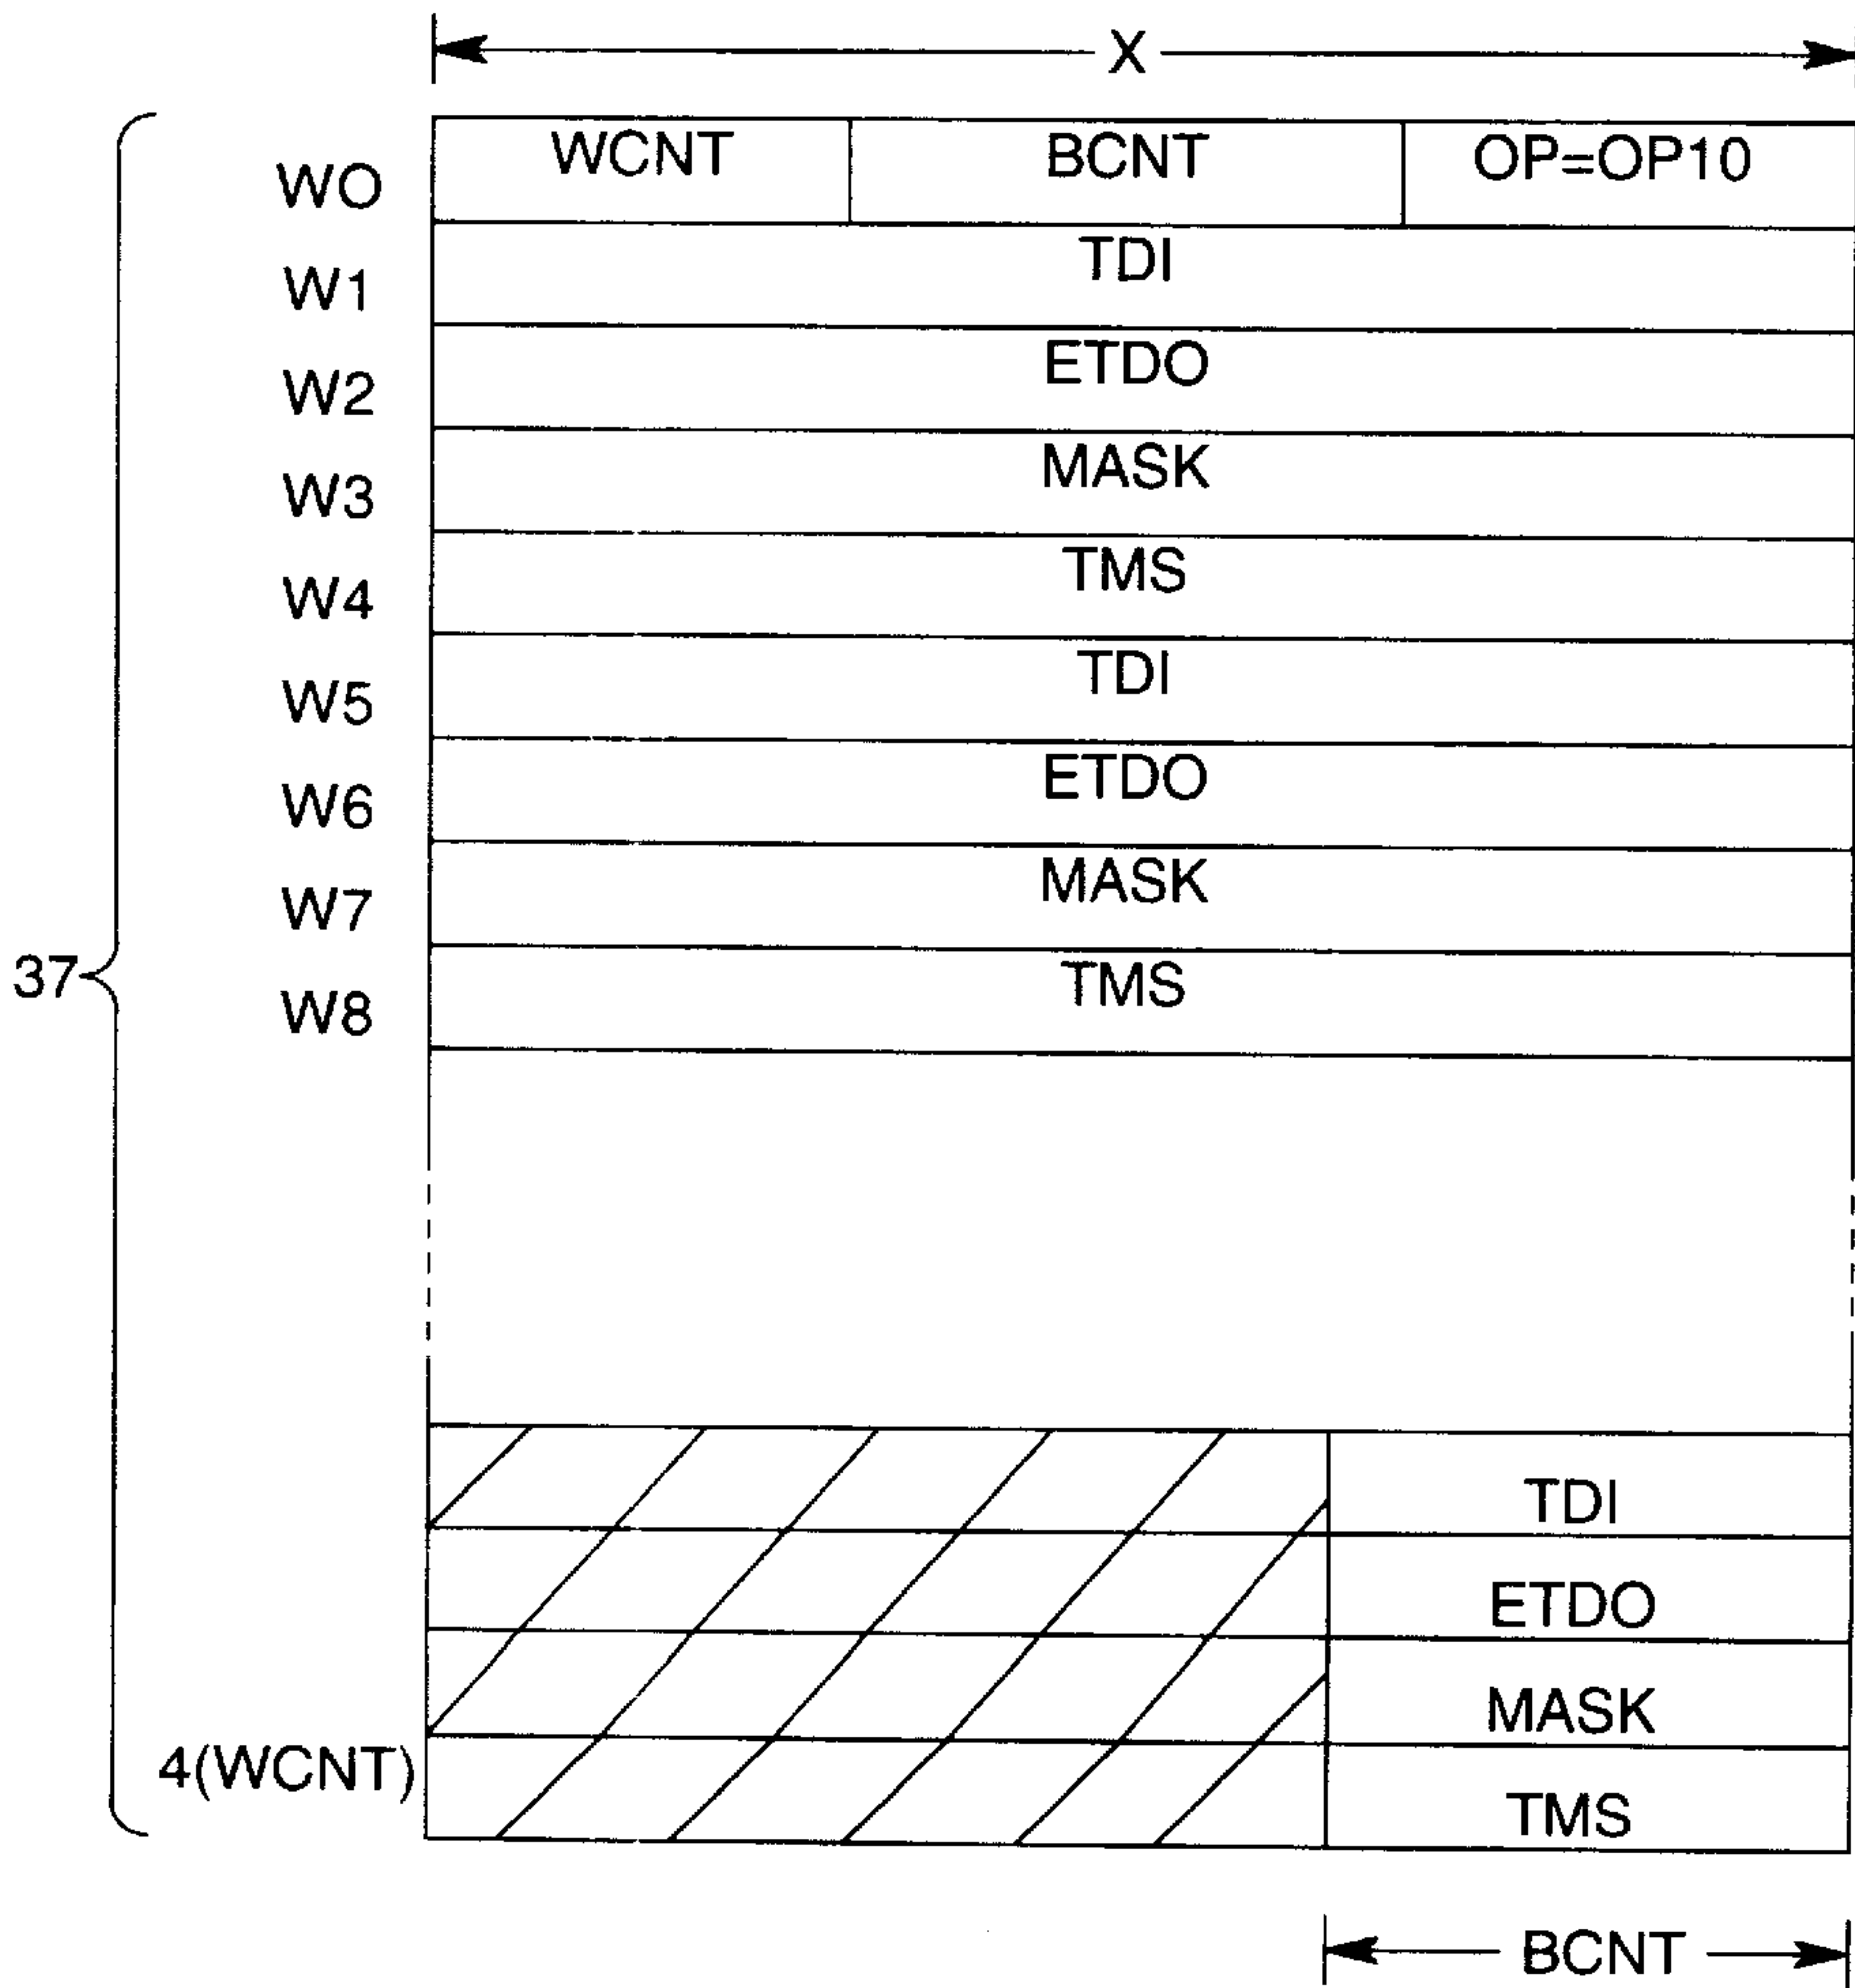 X
WO WCNT BCNT OP=OP10
W1 TDI
W2 ETDO
W3 MASK
W4 TMS
W5 TDI
W6 ETDO
W7 MASK
37
W8 TMS
TDI
ETDO
MASK
4(WCNT) TMS
BCNT